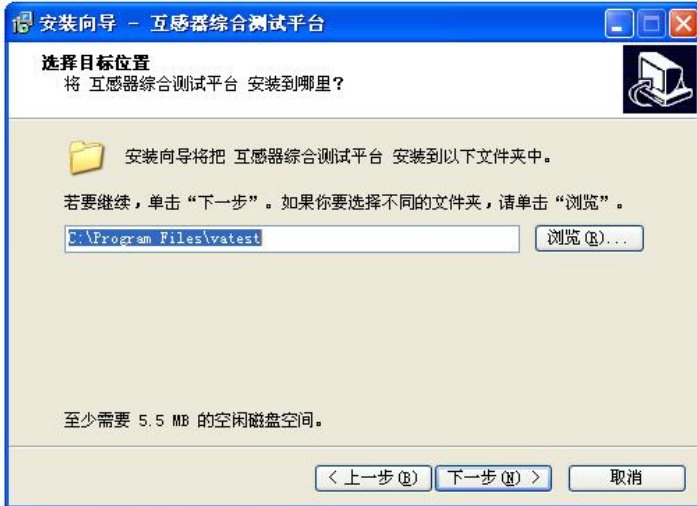 安装向导 - 互感器综合测试平台
选择目标位置
将 互感器综合测试平台 安装到哪里?
安装向导将把 互感器综合测试平台 安装到以下文件夹中。
若要继续,单击“下一步”。如果你要选择不同的文件夹,请单击“浏览”。
C:\Program Files\vatest
浏览(R)...
至少需要 5.5 MB 的空闲磁盘空间。
< 上一步(B)
下一步(N) >
取消